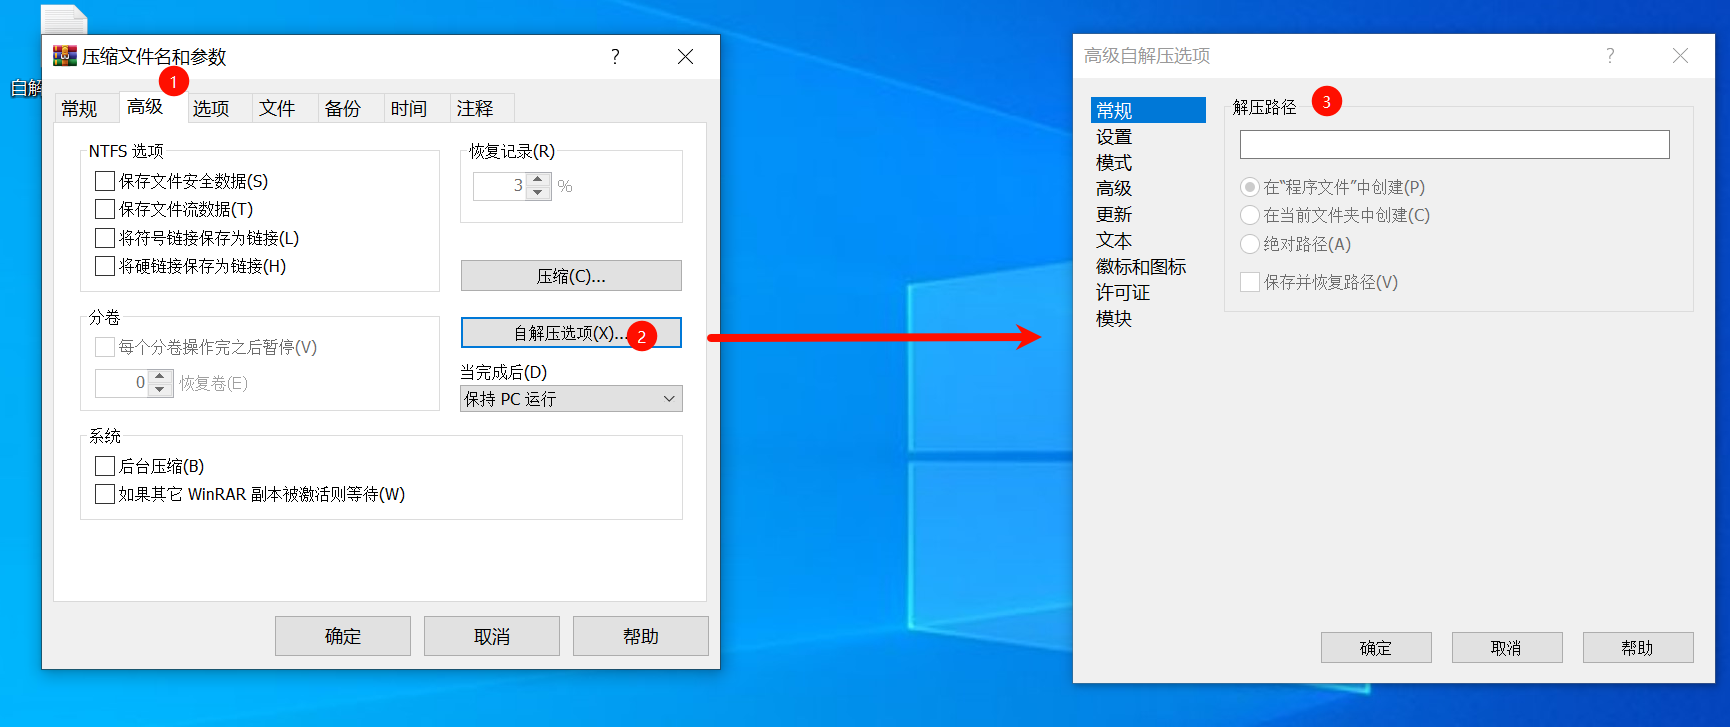 自解
压缩文件名和参数
1
常规 高级 选项 文件 备份 时间 注释
NTFS 选项
保存文件安全数据(S)
保存文件流数据(T)
将符号链接保存为链接(L)
将硬链接保存为链接(H)
分卷
每个分卷操作完之后暂停(V)
0 恢复卷(E)
恢复记录(R)
3 %
压缩(C)...
自解压选项(X)...
2
当完成后(D)
保持 PC 运行
系统
后台压缩(B)
如果其它 WinRAR 副本被激活则等待(W)
确定 取消 帮助
高级自解压选项
常规
设置
模式
高级
更新
文本
徽标和图标
许可证
模块
解压路径
3
在“程序文件”中创建(P)
在当前文件夹中创建(C)
绝对路径(A)
保存并恢复路径(V)
确定 取消 帮助